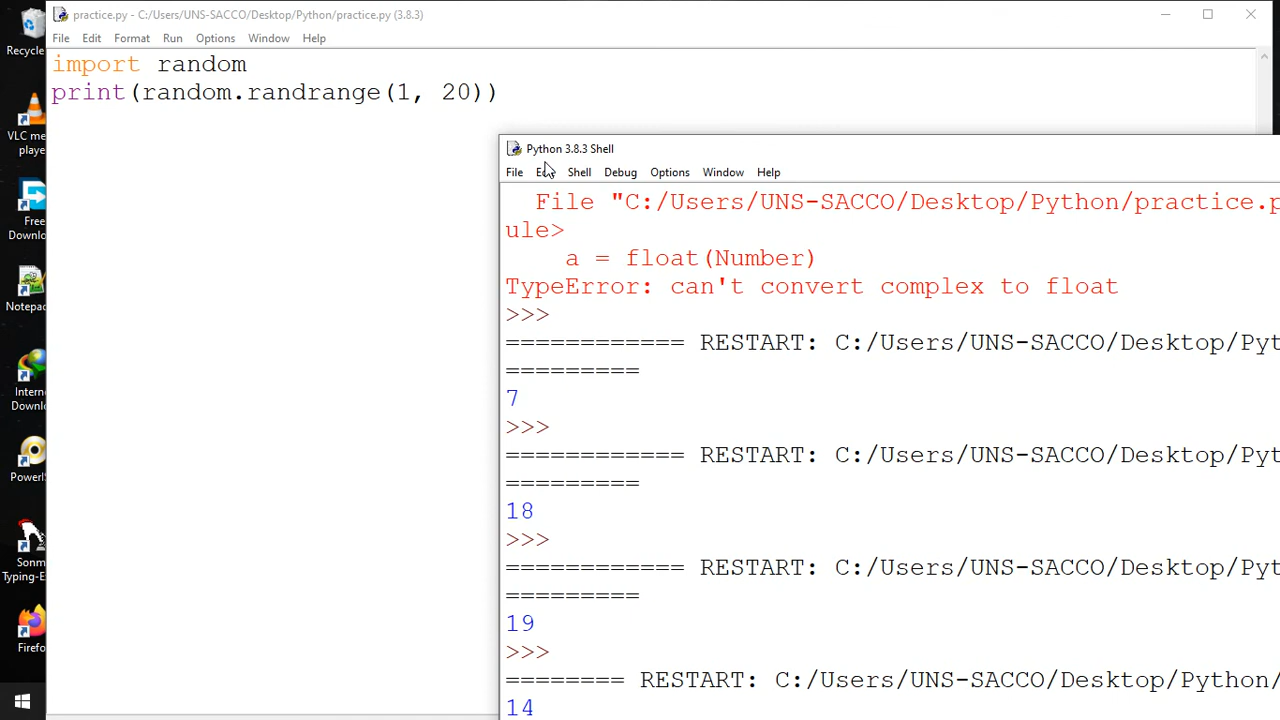 practice.py - C:/Users/UNS-SACCO/Desktop/Python/practice.py (3.8.3)
File Edit Format Run Options Window Help
import random
print(random.randrange(1, 20))
Recycle
VLC me
playe
Free
Downlo
Notepa
Intern
Downlo
PowerIS
Sonm
Typing-E
Firefo
Python 3.8.3 Shell
File Shell Debug Options Window Help
File "C:/Users/UNS-SACCO/Desktop/Python/practice.p
ule>
a = float(Number)
TypeError: can't convert complex to float
>>>
============ RESTART: C:/Users/UNS-SACCO/Desktop/Pyt
=========
7
>>>
============ RESTART: C:/Users/UNS-SACCO/Desktop/Pyt
=========
18
>>>
============ RESTART: C:/Users/UNS-SACCO/Desktop/Pyt
=========
19
>>>
======== RESTART: C:/Users/UNS-SACCO/Desktop/Python/
14